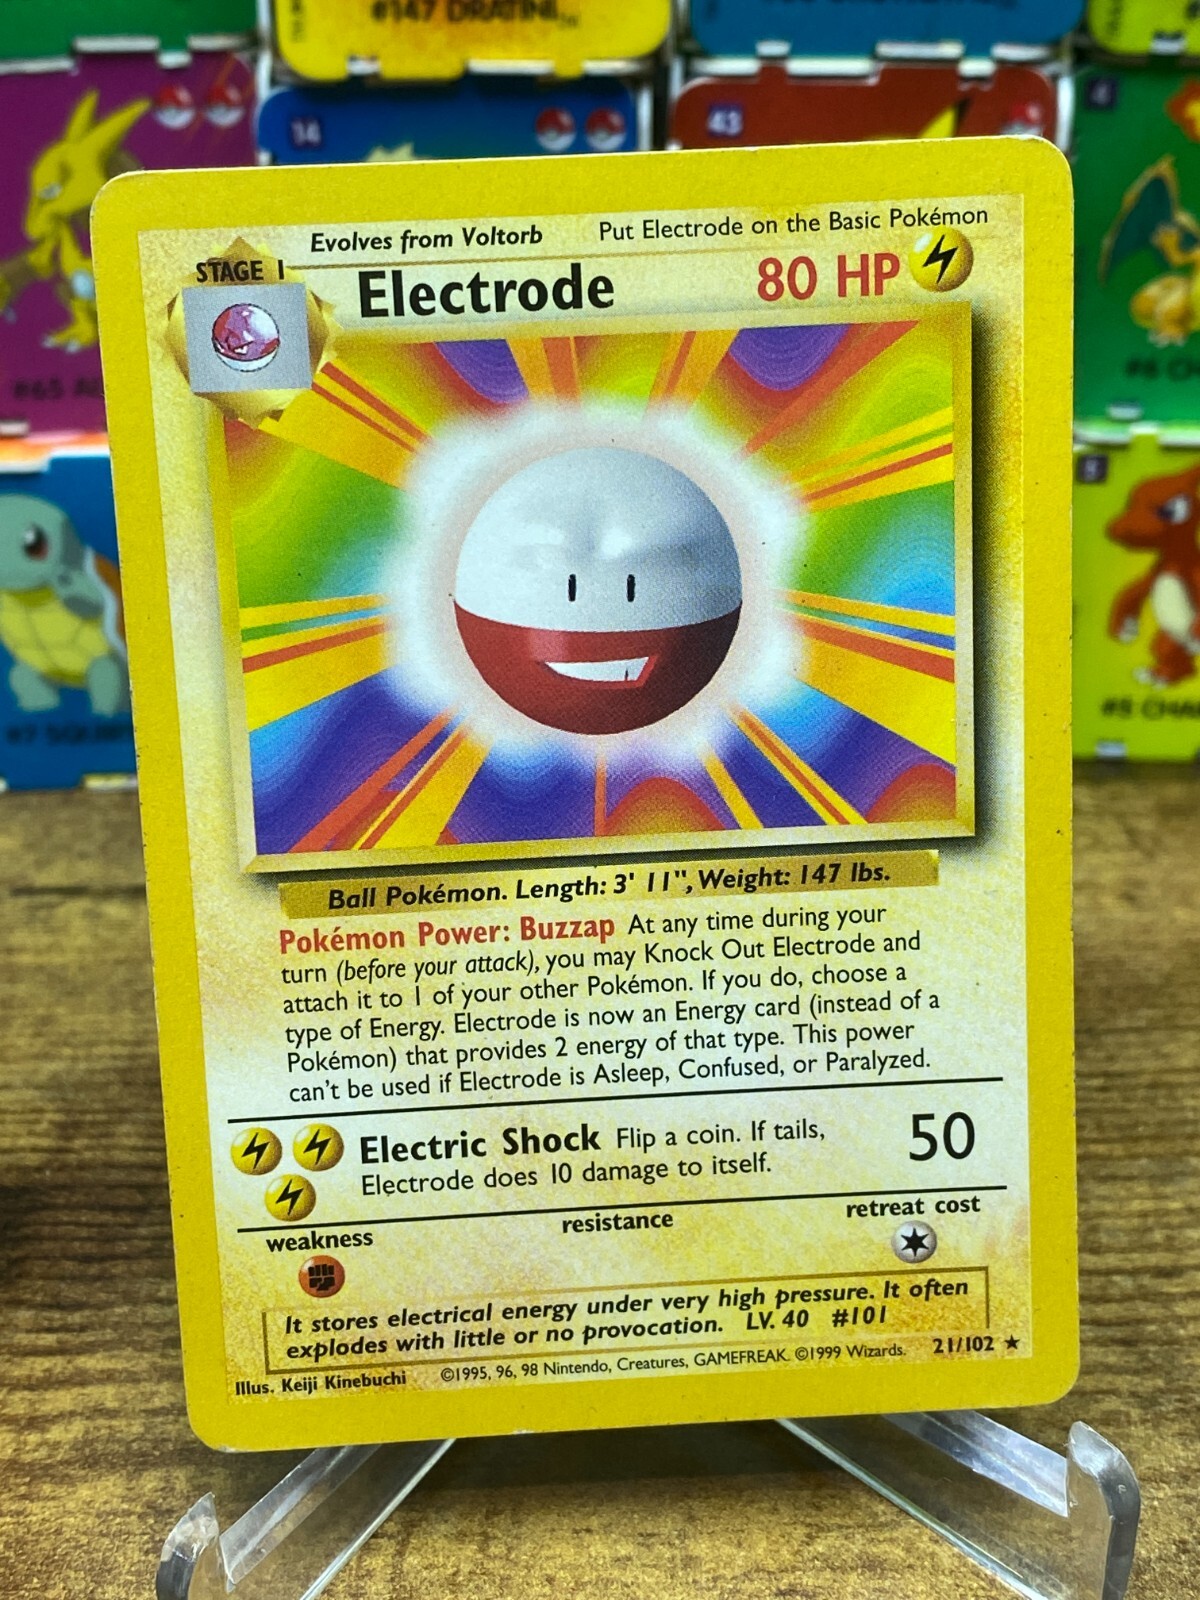 #147 DRATINI
14
43
4
5
#65
#6 CH
#7 SQUIRT
#5 CHA
Evolves from Voltorb Put Electrode on the Basic Pokémon
STAGE 1
Electrode 80 HP
Ball Pokémon. Length: 3' 11", Weight: 147 lbs.
Pokémon Power: Buzzap At any time during your
turn (before your attack), you may Knock Out Electrode and
attach it to 1 of your other Pokémon. If you do, choose a
type of Energy. Electrode is now an Energy card (instead of a
Pokémon) that provides 2 energy of that type. This power
can't be used if Electrode is Asleep, Confused, or Paralyzed.
Electric Shock Flip a coin. If tails,
Electrode does 10 damage to itself.
50
weakness resistance retreat cost
It stores electrical energy under very high pressure. It often
explodes with little or no provocation. LV. 40 #101
Illus. Keiji Kinebuchi ©1995, 96, 98 Nintendo, Creatures, GAMEFREAK. ©1999 Wizards. 21/102 ★